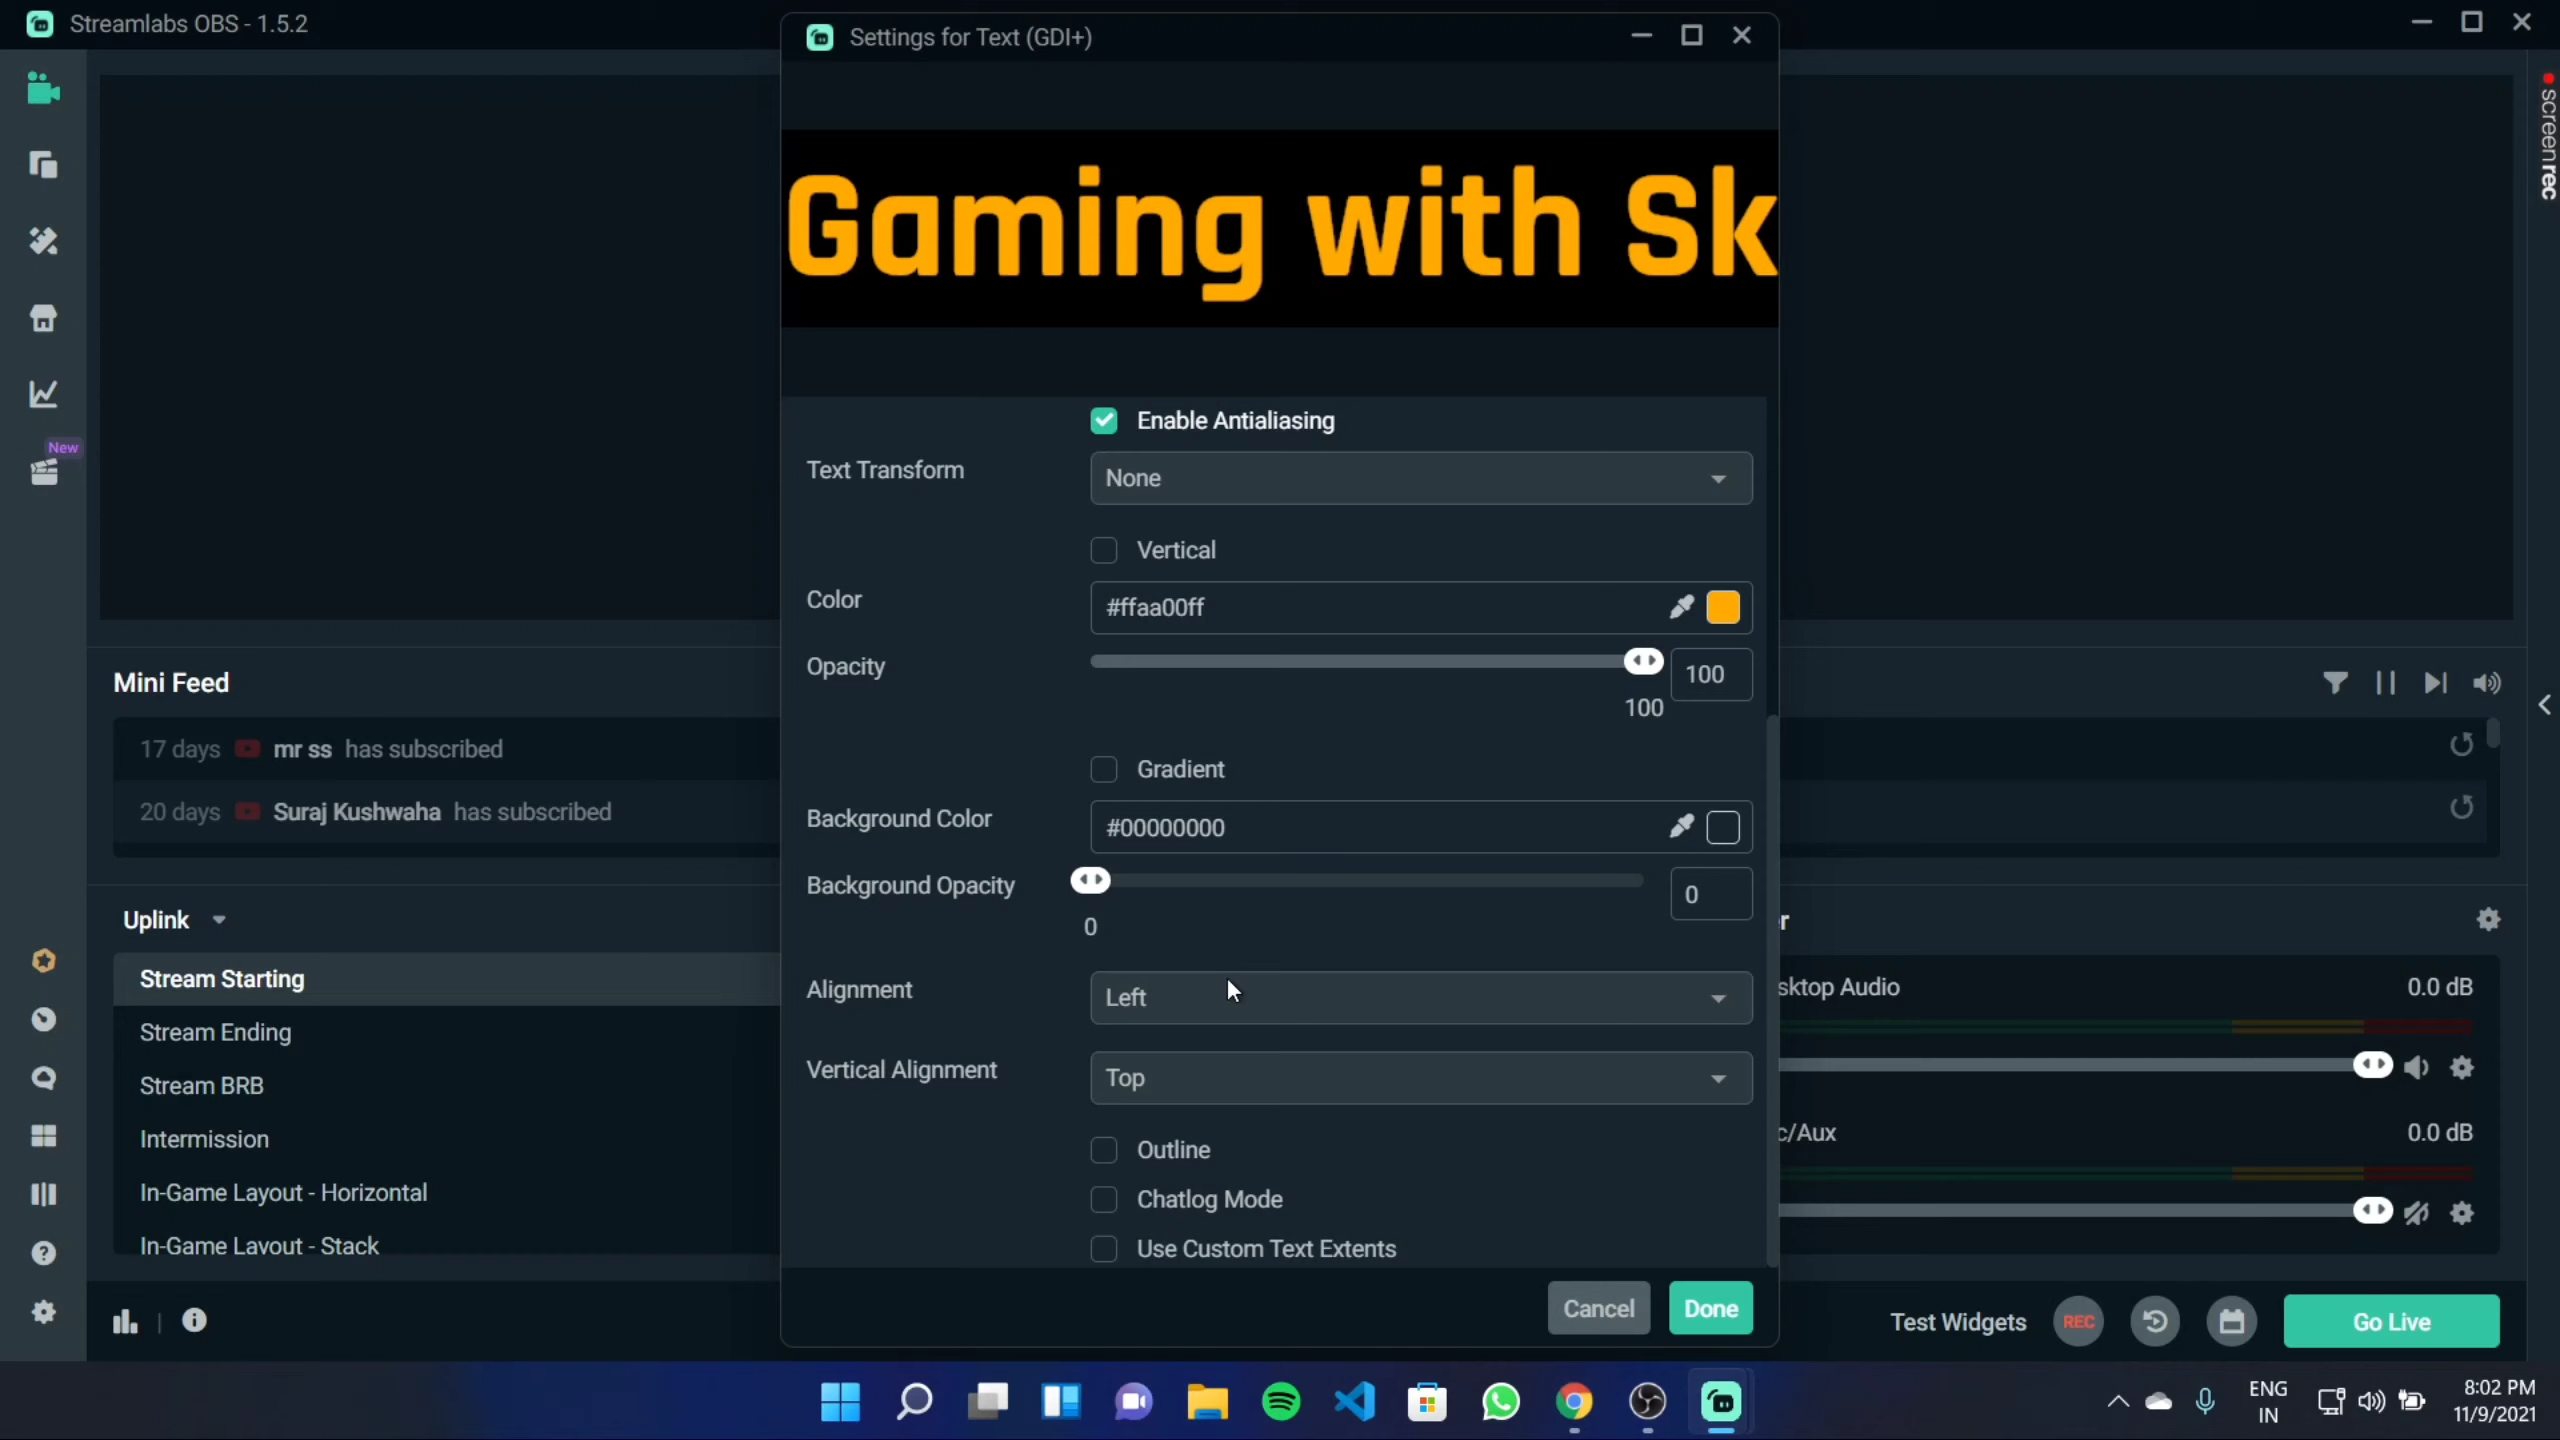 Streamlabs OBS - 1.5.2
Settings for Text (GDI+)
screenrec
Gaming with Sk
New
Enable Antialiasing
Text Transform
None
Vertical
Color
#ffaa00ff
Opacity
100
100
Gradient
Background Color
#00000000
Background Opacity
0
0
Alignment
Left
Vertical Alignment
Top
Outline
Chatlog Mode
Use Custom Text Extents
Cancel
Done
Mini Feed
17 days mr ss has subscribed
20 days Suraj Kushwaha has subscribed
Uplink
Stream Starting
Stream Ending
Stream BRB
Intermission
In-Game Layout - Horizontal
In-Game Layout - Stack
r
sktop Audio
0.0 dB
c/Aux
0.0 dB
Test Widgets
REC
Go Live
ENG
IN
8:02 PM
11/9/2021